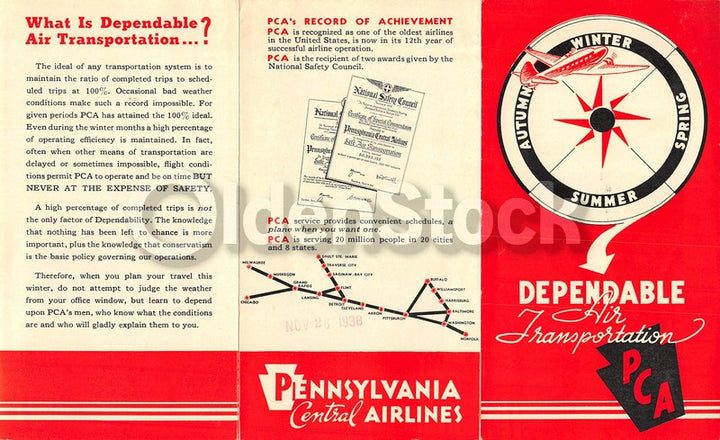 What Is Dependable
Air Transportation...?
The ideal of any transportation system is to
maintain the ratio of completed trips to sched-
uled trips at 100%. Occasional bad weather
conditions make such a record impossible. For
given periods PCA has attained the 100% ideal.
Even during the winter months a high percentage
of operating efficiency is maintained. In fact,
often when other means of transportation are
delayed or sometimes impossible, flight condi-
tions permit PCA to operate and be on time BUT
NEVER AT THE EXPENSE OF SAFETY.
A high percentage of completed trips is not
the only factor of Dependability. The knowledge
that nothing has been left to chance is more
important, plus the knowledge that conservatism
is the basic policy governing our operations.
Therefore, when you plan your travel this
winter, do not attempt to judge the weather
from your office window, but learn to depend
upon PCA's men, who know what the conditions
are and who will gladly explain them to you.
PCA's RECORD OF ACHIEVEMENT
PCA is recognized as one of the oldest airlines
in the United States, is now in its 12th year of
successful airline operation.
PCA is the recipient of two awards given by the
National Safety Council.
National Safety Council
Certificate of Special Commendation
Pennsylvania Central Airlines
Safe Air Transportation
PCA service provides convenient schedules, a
plane when you want one.
PCA is serving 20 million people in 20 cities
and 8 states.
SAULT STE. MARIE
TRAVERSE CITY
SAGINAW-BAY CITY
MILWAUKEE
MUSKEGON
GRAND
RAPIDS
FLINT
LANSING
CHICAGO
DETROIT
CLEVELAND
AKRON
PITTSBURGH
BUFFALO
WILLIAMSPORT
HARRISBURG
BALTIMORE
WASHINGTON
NORFOLK
NOV 26 1938
PENNSYLVANIA
Central AIRLINES
WINTER
SPRING
SUMMER
AUTUMN
DEPENDABLE
Air
Transportation
PCA
OldenStock